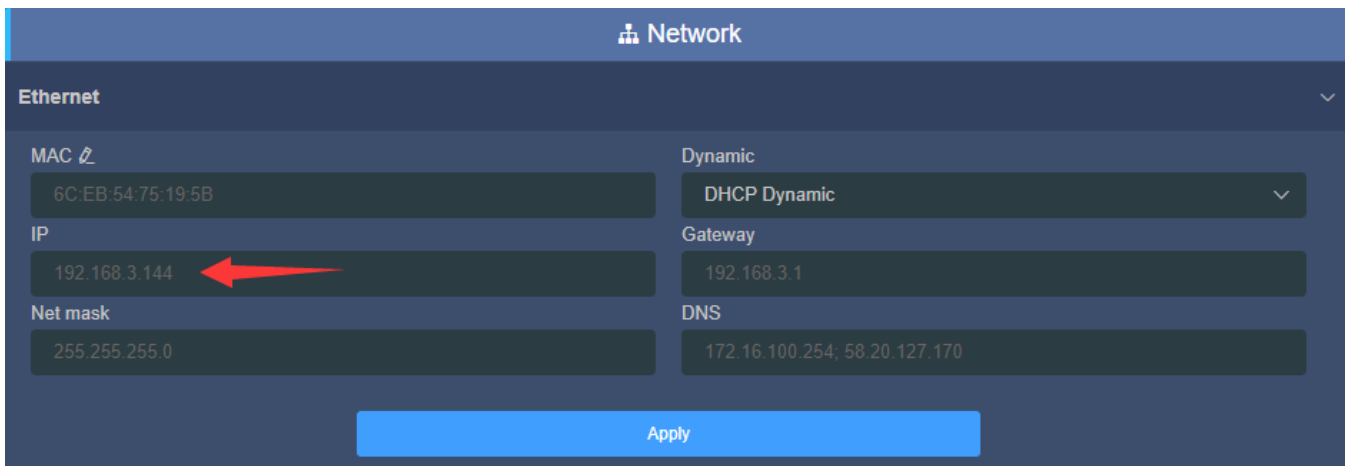 Network
Ethernet
MAC
6C:EB:54:75:19:5B
Dynamic
DHCP Dynamic
IP
192.168.3.144
Gateway
192.168.3.1
Net mask
255.255.255.0
DNS
172.16.100.254; 58.20.127.170
Apply